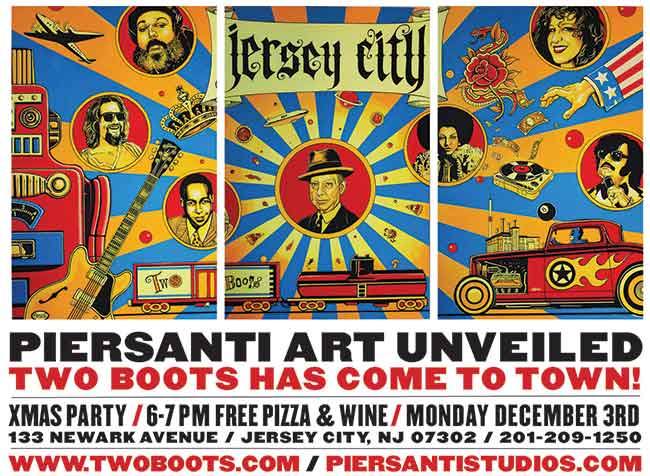 jersey city
Two Boots
PIERSANTI ART UNVEILED
TWO BOOTS HAS COME TO TOWN!
XMAS PARTY / 6-7 PM FREE PIZZA & WINE / MONDAY DECEMBER 3RD
133 NEWARK AVENUE / JERSEY CITY, NJ 07302 / 201-209-1250
WWW.TWOBOOTS.COM / PIERSANTISTUDIOS.COM